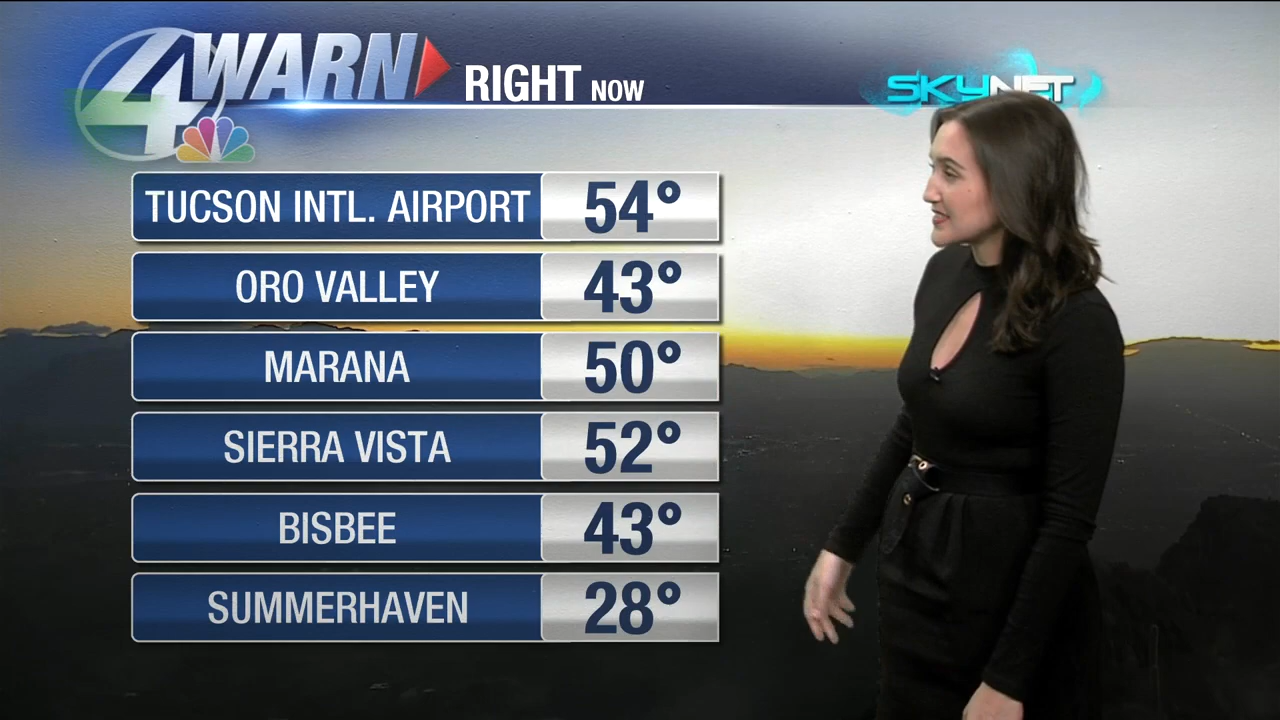 4WARN RIGHT NOW
SKYNET
TUCSON INTL. AIRPORT 54°
ORO VALLEY 43°
MARANA 50°
SIERRA VISTA 52°
BISBEE 43°
SUMMERHAVEN 28°